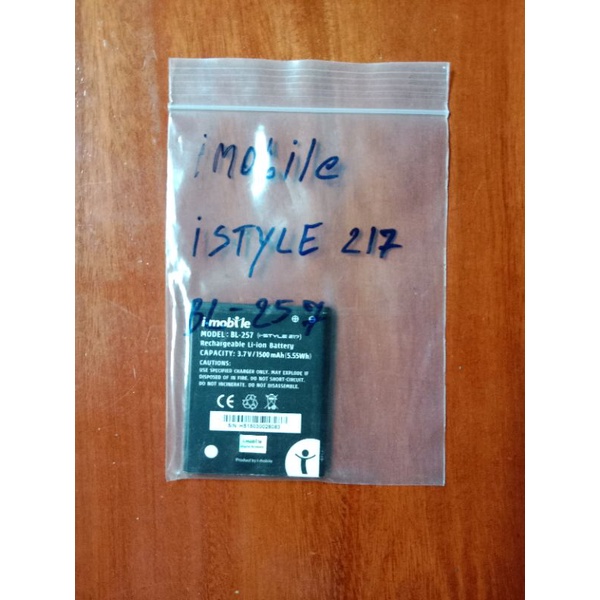 iMobile
iSTYLE 217
BL-257
i-mobile
MODEL : BL-257 (i-STYLE 217)
Rechargeable Li-ion Battery
CAPACITY: 3.7V/1500mAh(5.55Wh)
CAUTIONS:
USE SPECIFIED CHARGER ONLY. MAY EXPLODE IF
DISPOSED OF IN FIRE. DO NOT SHORT-CIRCUIT.
DO NOT INCINERATE. DO NOT DISASSEMBLE.
CE
Product by i-mobile